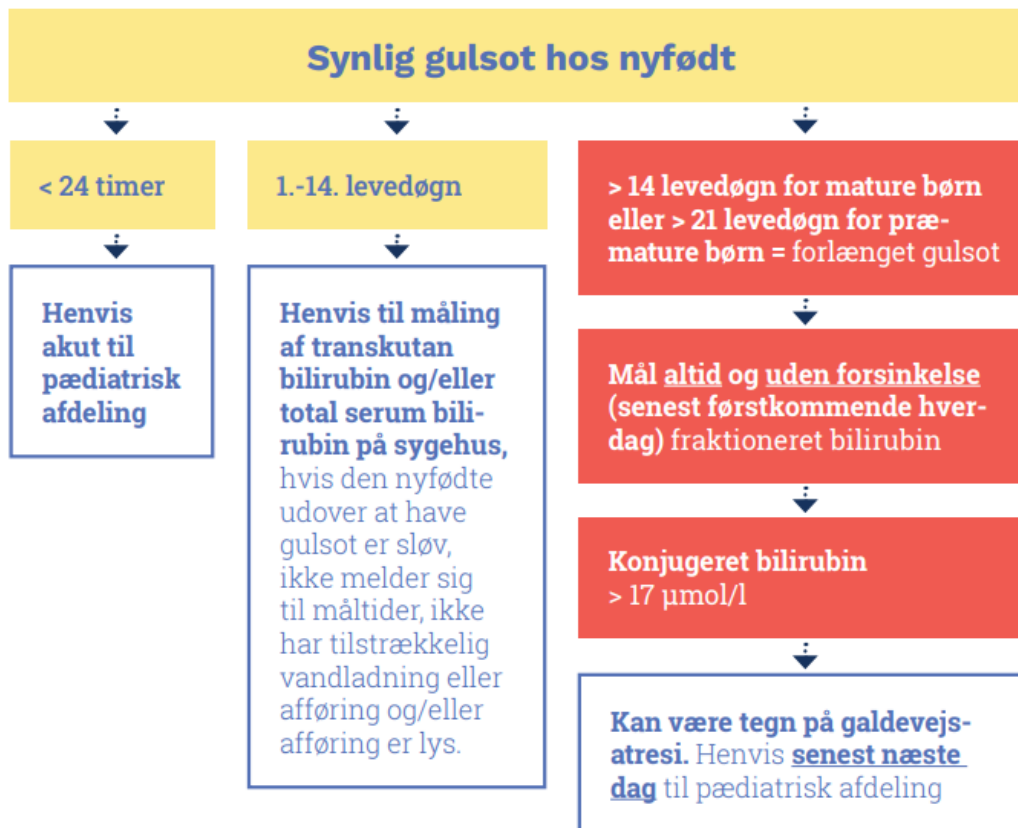 Synlig gulsot hos nyfødt
< 24 timer
Henvis
akut til
pædiatrisk
afdeling
1.-14. levedøgn
Henvis til måling
af transkutan
bilirubin og/eller
total serum bili-
rubin på sygehus,
hvis den nyfødte
udover at have
gulsot er sløv,
ikke melder sig
til måltider, ikke
har tilstrækkelig
vandladning eller
afføring og/eller
afføring er lys.
> 14 levedøgn for mature børn
eller > 21 levedøgn for præ-
mature børn = forlænget gulsot
Mål altid og uden forsinkelse
(senest førstkommende hver-
dag) fraktioneret bilirubin
Konjugeret bilirubin
> 17 µmol/l
Kan være tegn på galdevejs-
atresi. Henvis senest næste
dag til pædiatrisk afdeling